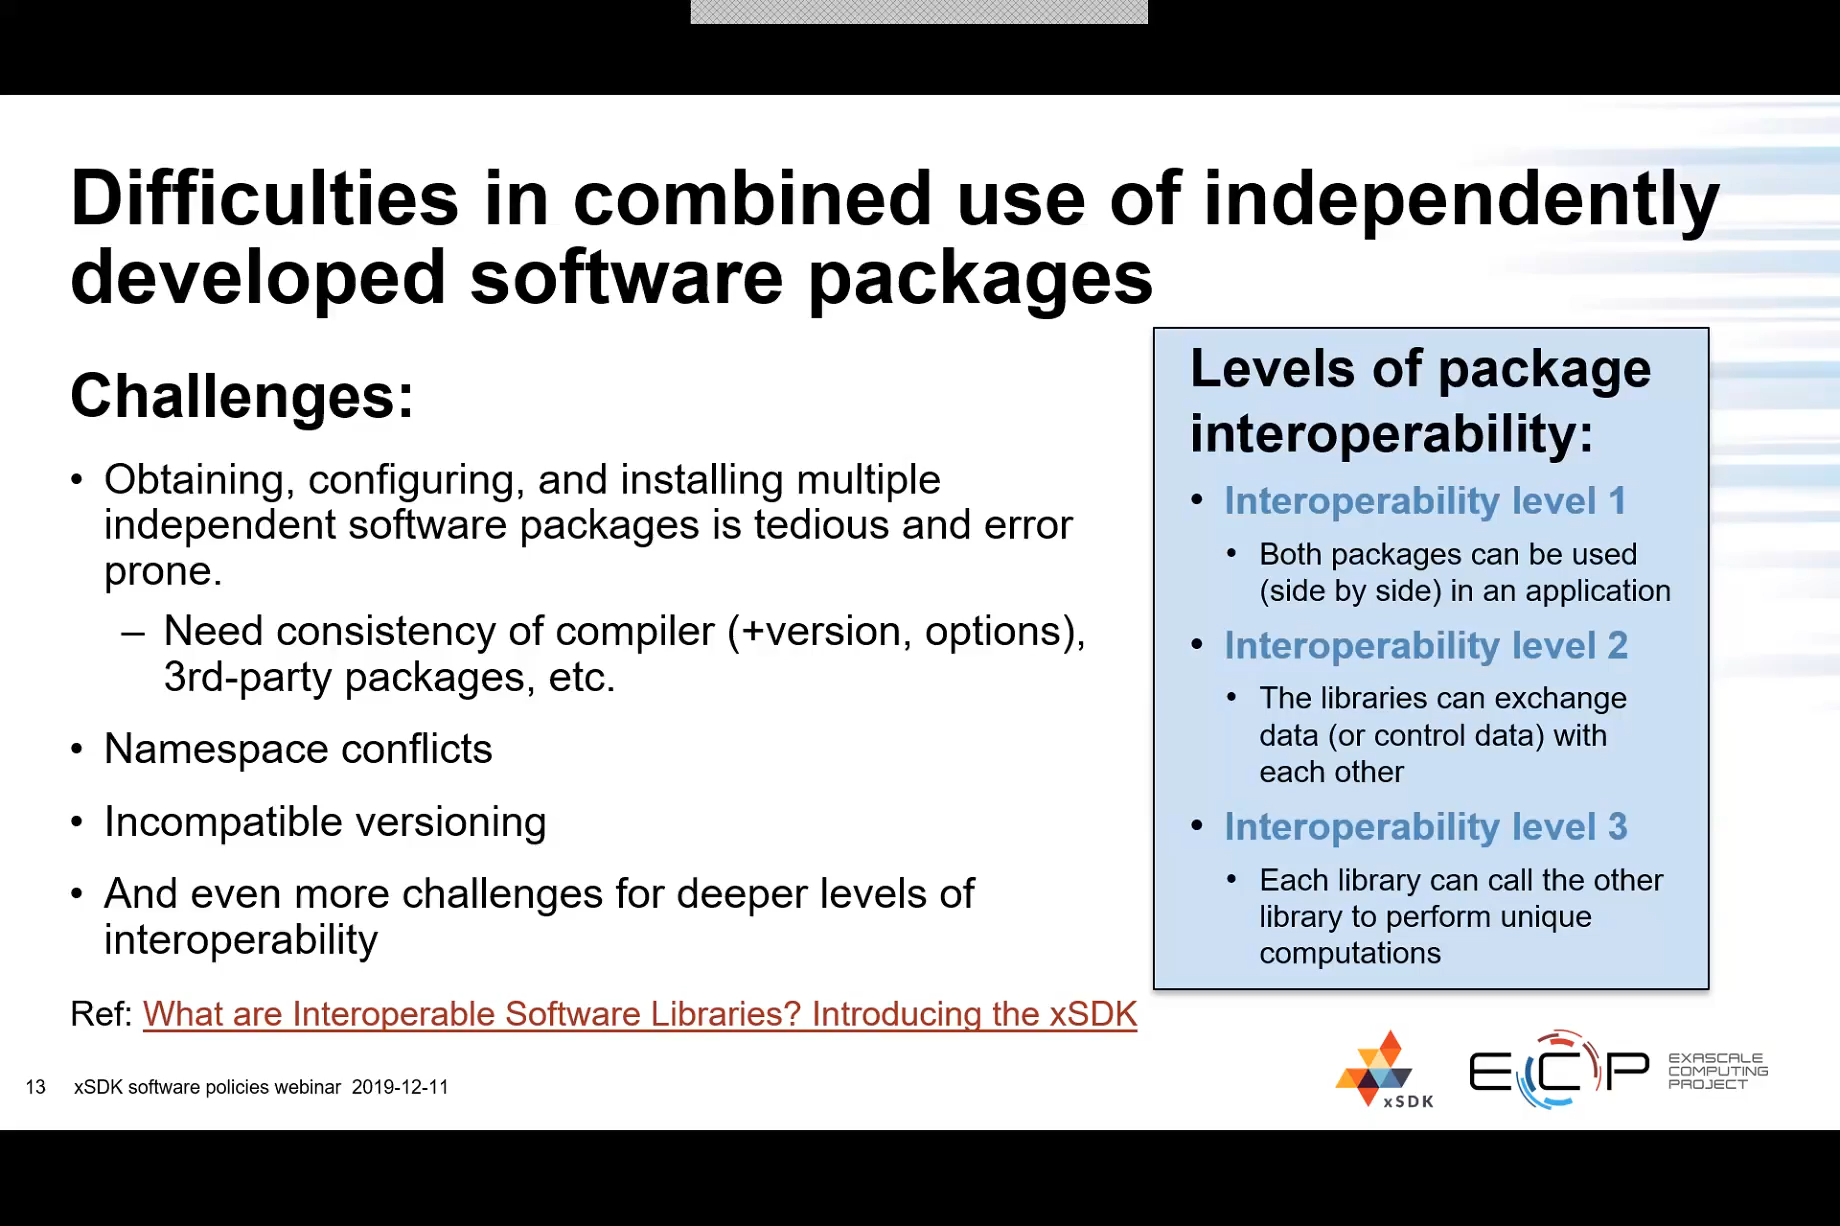 Difficulties in combined use of independently
developed software packages
Challenges:
• Obtaining, configuring, and installing multiple
independent software packages is tedious and error
prone.
– Need consistency of compiler (+version, options),
3rd-party packages, etc.
• Namespace conflicts
• Incompatible versioning
• And even more challenges for deeper levels of
interoperability
Ref: What are Interoperable Software Libraries? Introducing the xSDK
Levels of package
interoperability:
• Interoperability level 1
• Both packages can be used
(side by side) in an application
• Interoperability level 2
• The libraries can exchange
data (or control data) with
each other
• Interoperability level 3
• Each library can call the other
library to perform unique
computations
13 xSDK software policies webinar 2019-12-11
xSDK
ECP
EXASCALE
COMPUTING
PROJECT